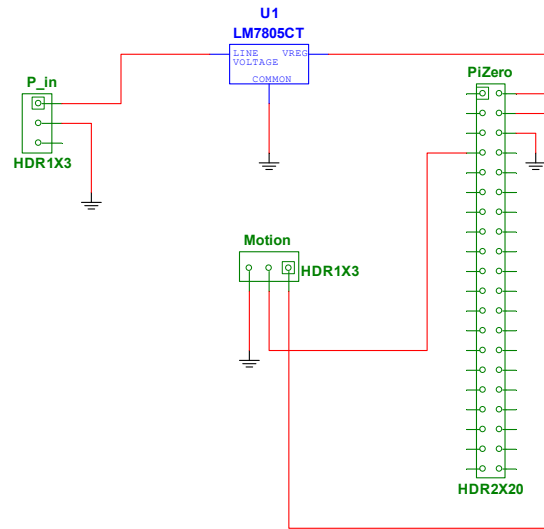 U1
LM7805CT
LINE VREG
VOLTAGE
COMMON
P_in
HDR1X3
PiZero
Motion
HDR1X3
HDR2X20